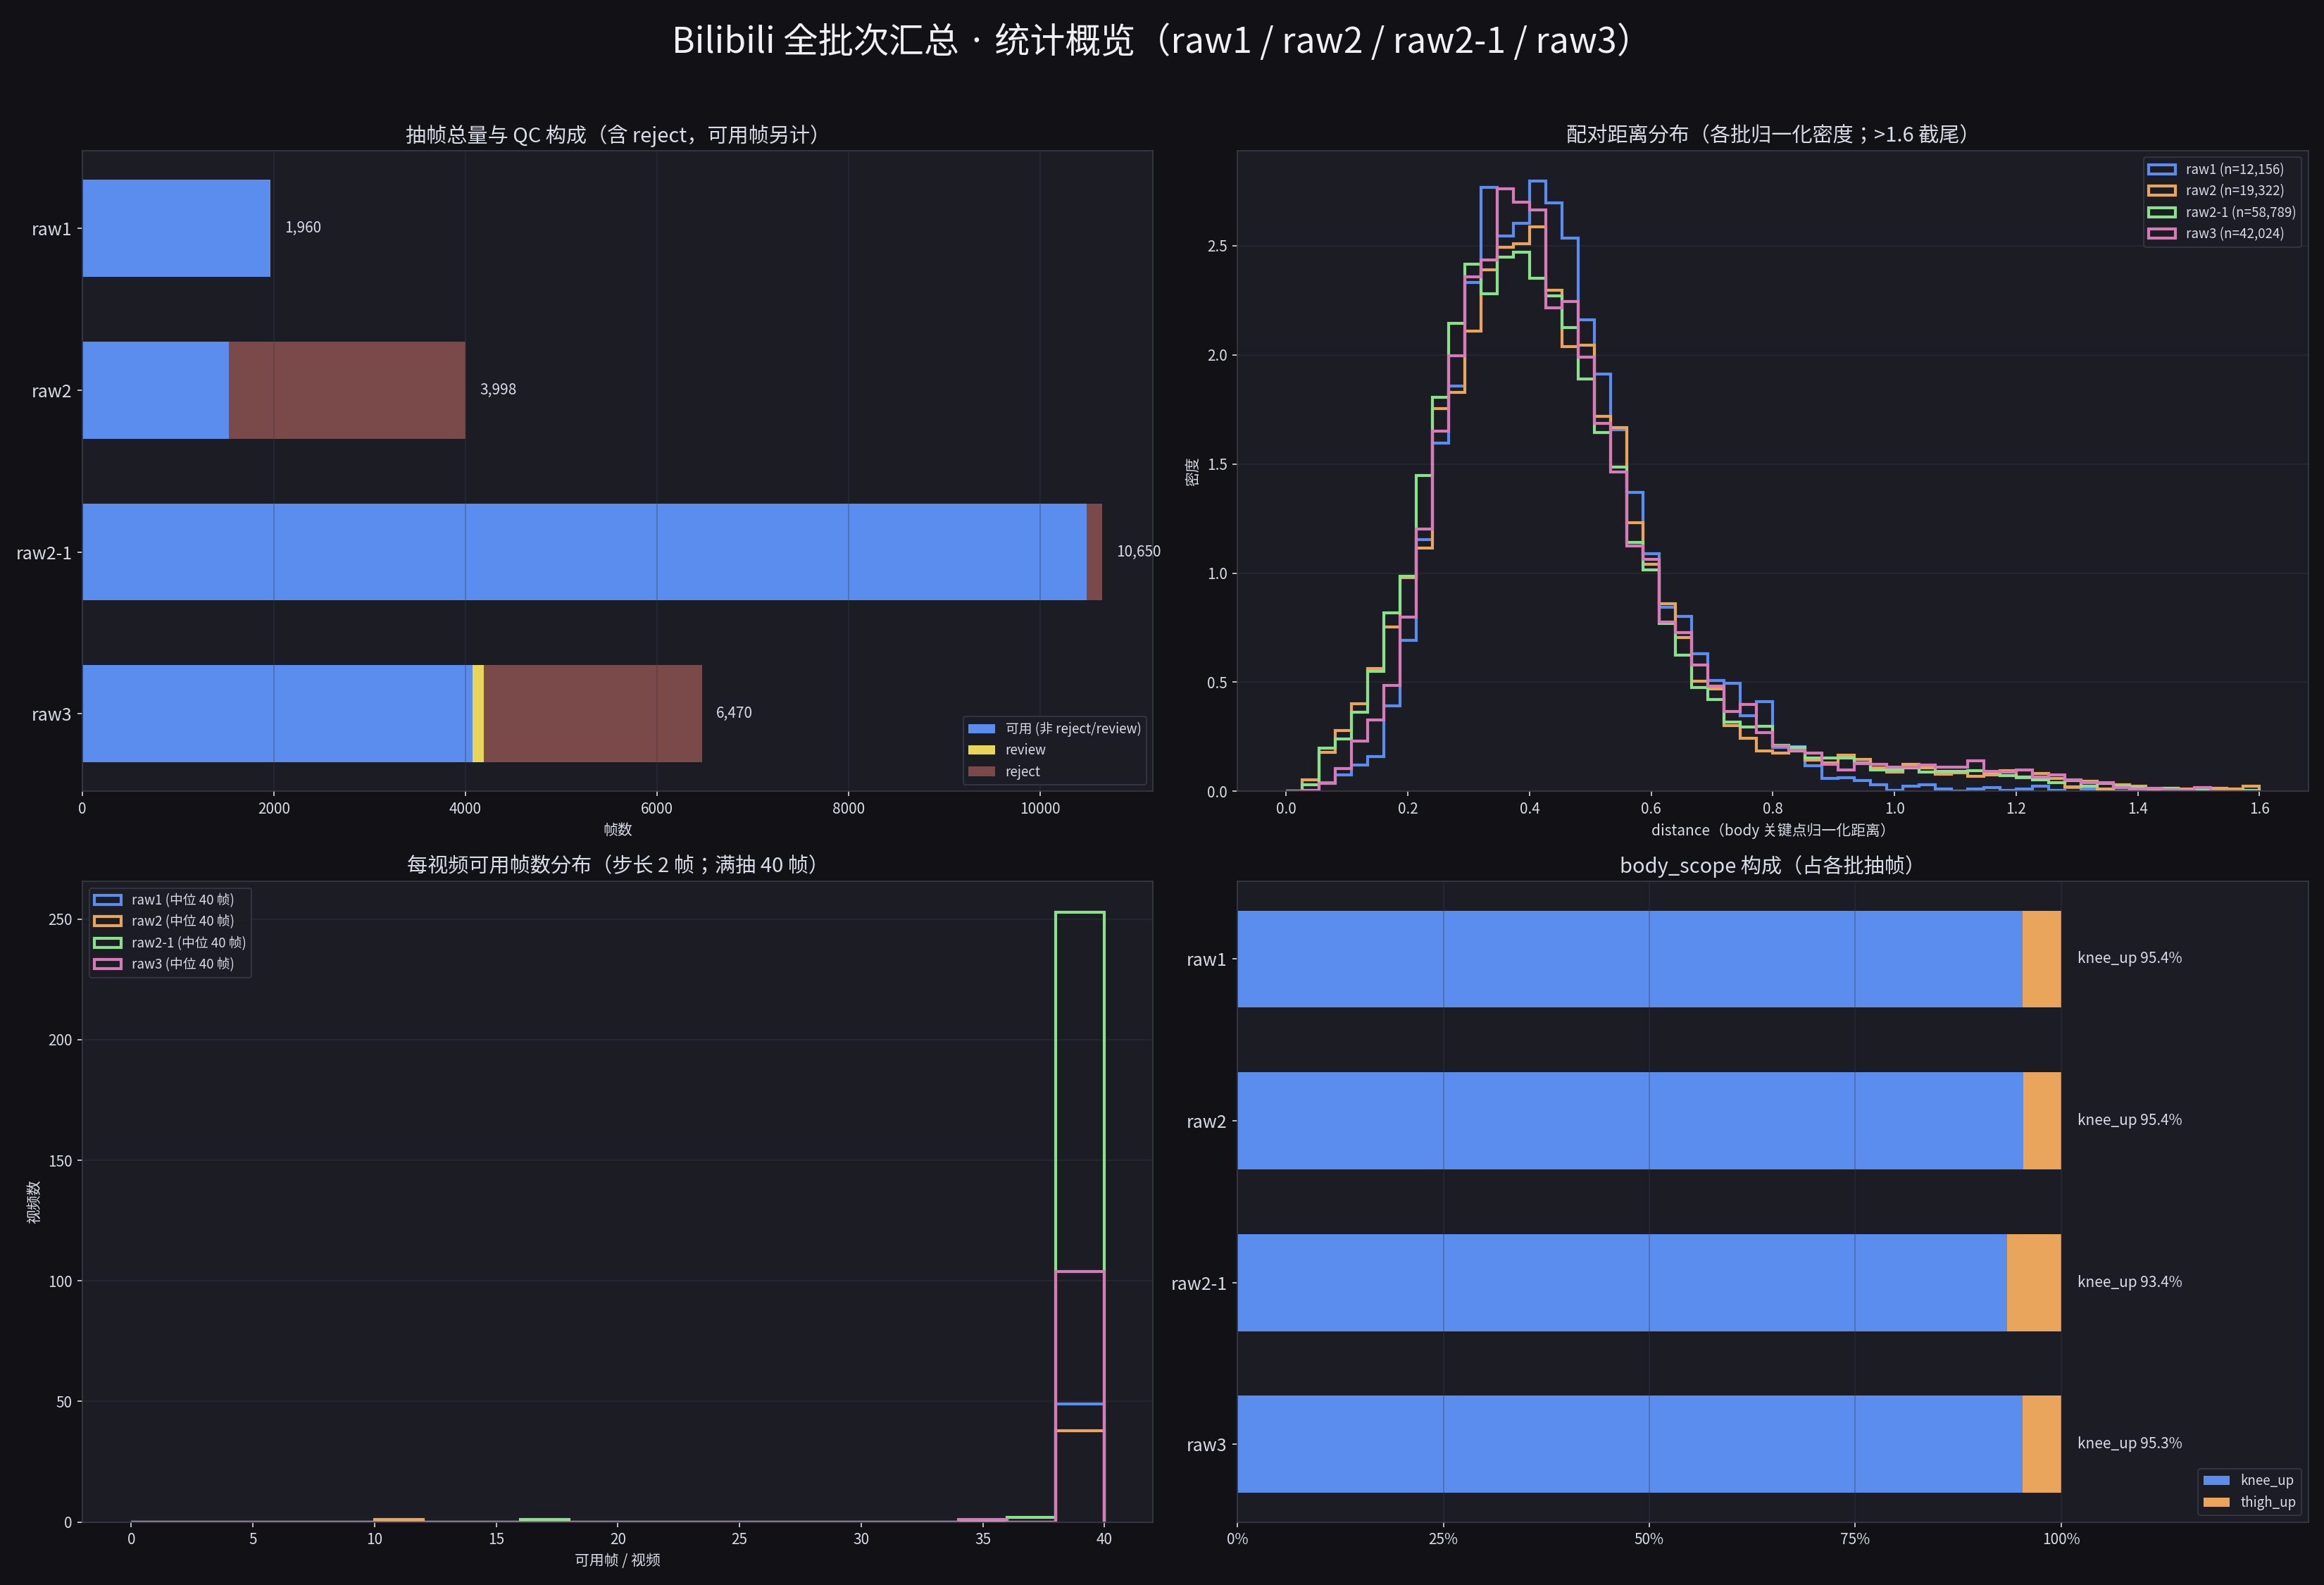 Bilibili 全批次汇总 · 统计概览（raw1 / raw2 / raw2-1 / raw3）
抽帧总量与 QC 构成（含 reject，可用帧另计）
raw1
1,960
raw2
3,998
raw2-1
10,650
raw3
6,470
可用 (非 reject/review)
review
reject
0 2000 4000 6000 8000 10000
帧数
配对距离分布（各批归一化密度；>1.6 截尾）
raw1 (n=12,156)
raw2 (n=19,322)
raw2-1 (n=58,789)
raw3 (n=42,024)
密度
2.5
2.0
1.5
1.0
0.5
0.0
0.0 0.2 0.4 0.6 0.8 1.0 1.2 1.4 1.6
distance（body 关键点归一化距离）
每视频可用帧数分布（步长 2 帧；满抽 40 帧）
raw1 (中位 40 帧)
raw2 (中位 40 帧)
raw2-1 (中位 40 帧)
raw3 (中位 40 帧)
视频数
250
200
150
100
50
0
0 5 10 15 20 25 30 35 40
可用帧 / 视频
body_scope 构成（占各批抽帧）
raw1
knee_up 95.4%
raw2
knee_up 95.4%
raw2-1
knee_up 93.4%
raw3
knee_up 95.3%
knee_up
thigh_up
0% 25% 50% 75% 100%